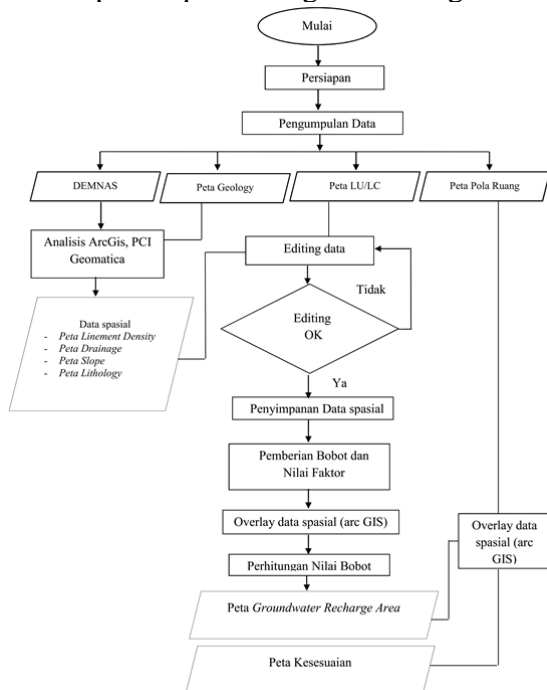 Mulai
Persiapan
Pengumpulan Data
DEMNAS
Peta Geology
Peta LU/LC
Peta Pola Ruang
Analisis ArcGis, PCI
Geomatica
Editing data
Tidak
Data spasial
- Peta Linement Density
- Peta Drainage
- Peta Slope
- Peta Lithology
Editing
OK
Ya
Penyimpanan Data spasial
Pemberian Bobot dan
Nilai Faktor
Overlay data spasial (arc GIS)
Overlay data
spasial (arc
GIS)
Perhitungan Nilai Bobot
Peta Groundwater Recharge Area
Peta Kesesuaian